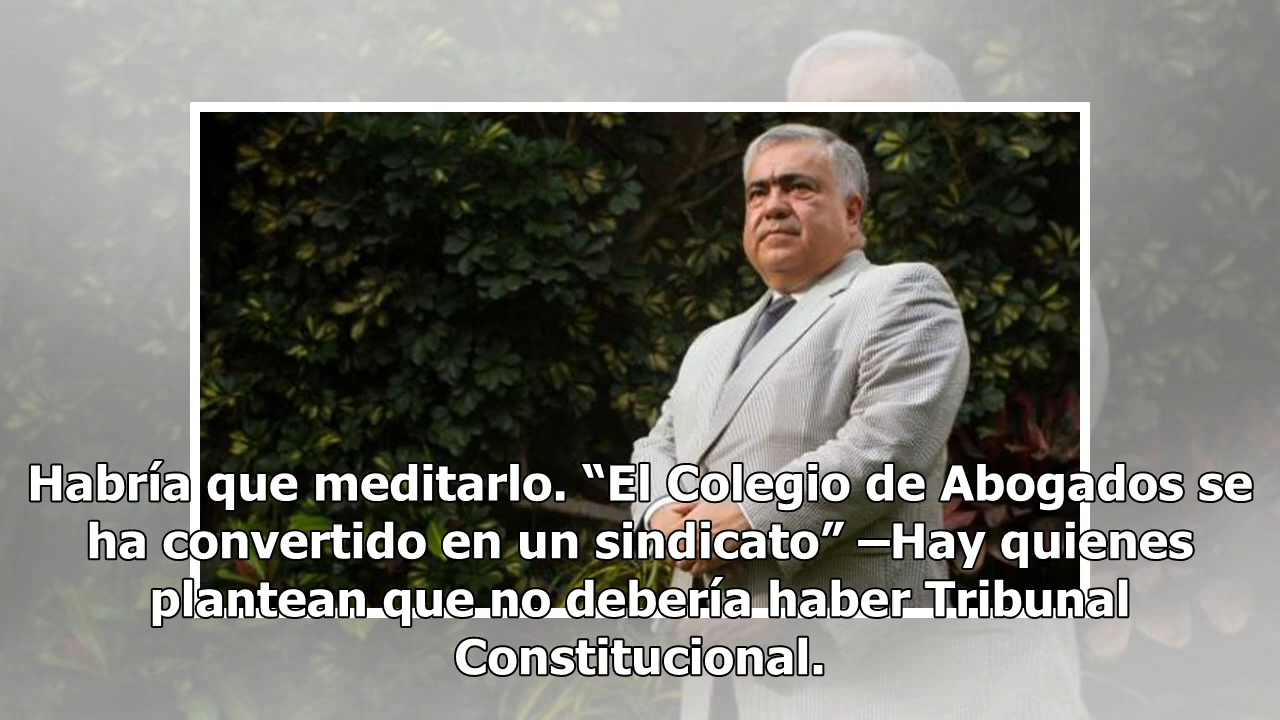 Habría que meditarlo. “El Colegio de Abogados se
ha convertido en un sindicato” –Hay quienes
plantean que no debería haber Tribunal
Constitucional.